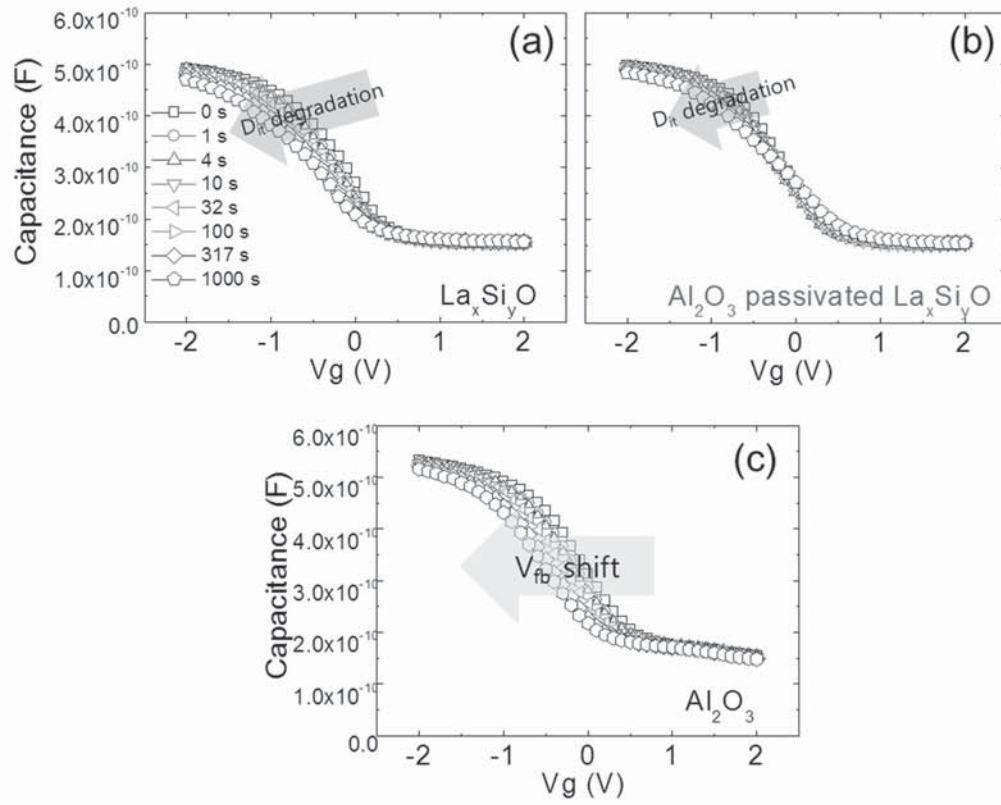 6.0x10⁻¹⁰
5.0x10⁻¹⁰
4.0x10⁻¹⁰
3.0x10⁻¹⁰
2.0x10⁻¹⁰
1.0x10⁻¹⁰
0.0
Capacitance (F)
(a)
Dᵢₜ degradation
0 s
1 s
4 s
10 s
32 s
100 s
317 s
1000 s
LaₓSiᵧO
-2 -1 0 1 2
Vg (V)
(b)
Dᵢₜ degradation
Al₂O₃ passivated LaₓSiᵧO
-2 -1 0 1 2
Vg (V)
6.0x10⁻¹⁰
5.0x10⁻¹⁰
4.0x10⁻¹⁰
3.0x10⁻¹⁰
2.0x10⁻¹⁰
1.0x10⁻¹⁰
0.0
Capacitance (F)
(c)
V_fb shift
Al₂O₃
-2 -1 0 1 2
Vg (V)